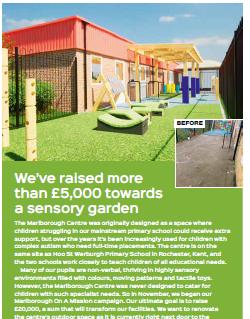 BEFORE
We've raised more
than £5,000 towards
a sensory garden
The Marlborough Centre was originally designed as a space where
children struggling in our mainstream primary school could receive extra
support, but over the years it's been increasingly used for children with
complex autism who need full-time placements. The centre is on the
same site as Hoo St Werburgh Primary School in Rochester, Kent, and
the two schools work closely to teach children of all educational needs.
Many of our pupils are non-verbal, thriving in highly sensory
environments filled with colours, moving patterns and tactile toys.
However, the Marlborough Centre was never designed to cater for
children with such specialist needs. So in November, we began our
Marlborough On A Mission campaign. Our ultimate goal is to raise
£20,000, a sum that will transform our facilities. We want to renovate
the centre's outdoor space as it is currently right next door to the